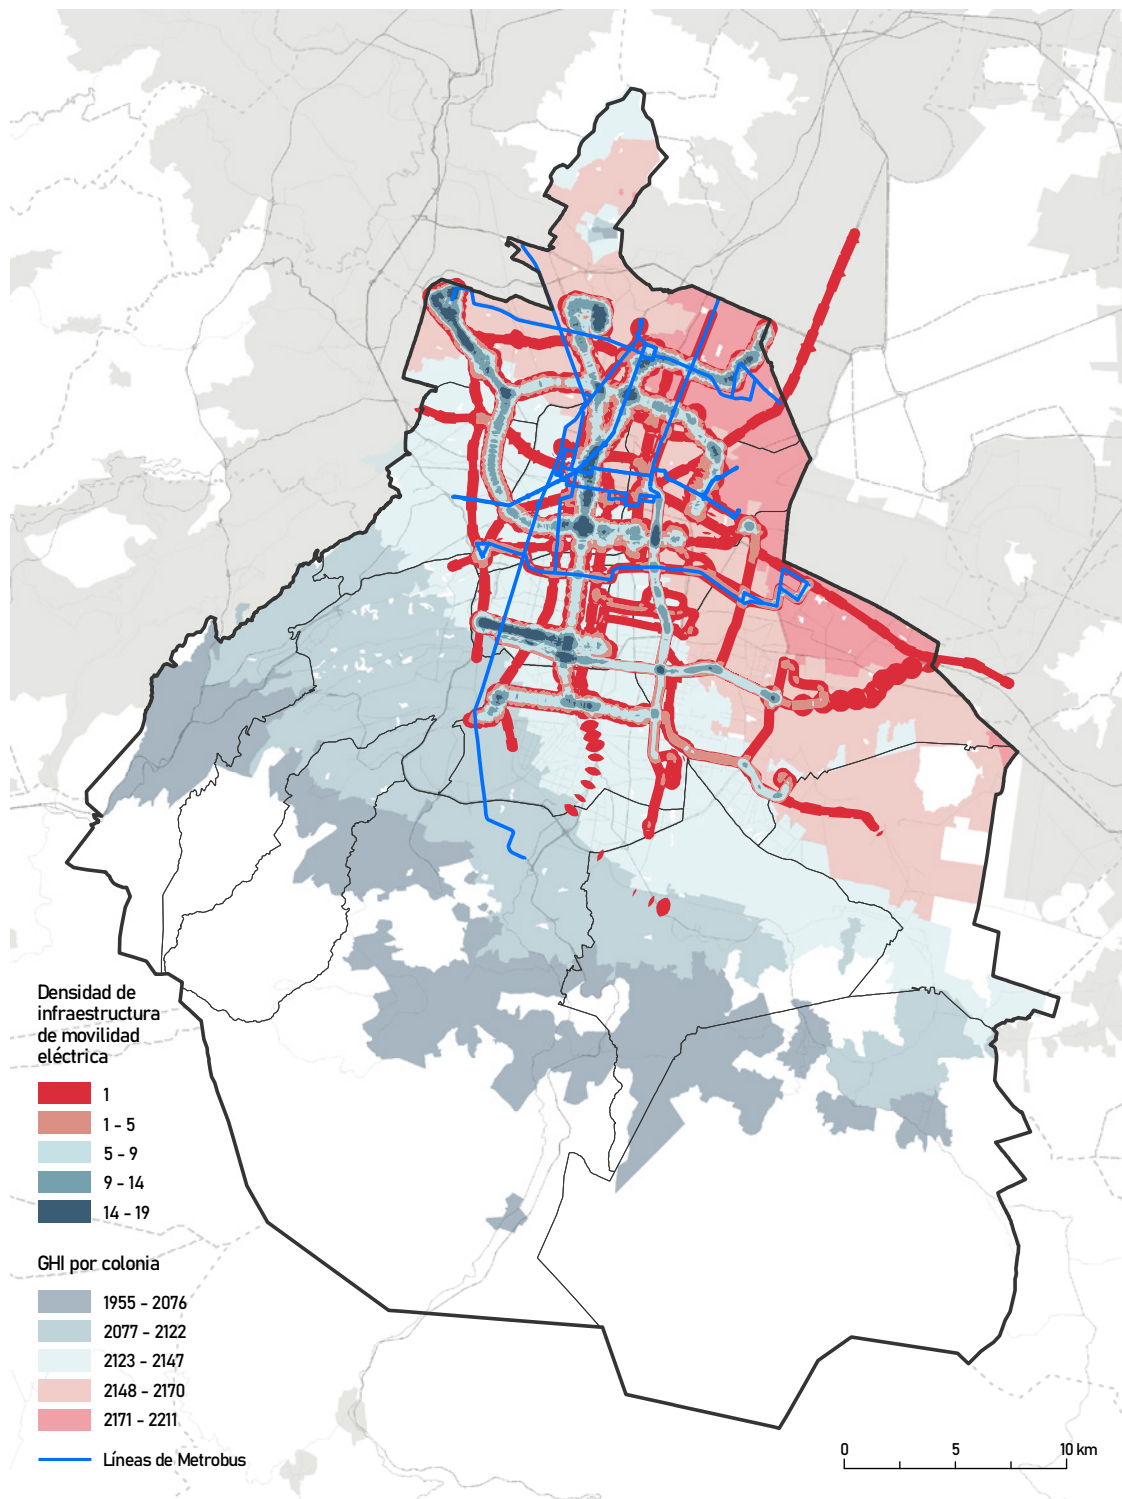 Densidad de
infraestructura
de movilidad
eléctrica
1
1 - 5
5 - 9
9 - 14
14 - 19
GHI por colonia
1955 - 2076
2077 - 2122
2123 - 2147
2148 - 2170
2171 - 2211
Líneas de Metrobus
0 5 10 km